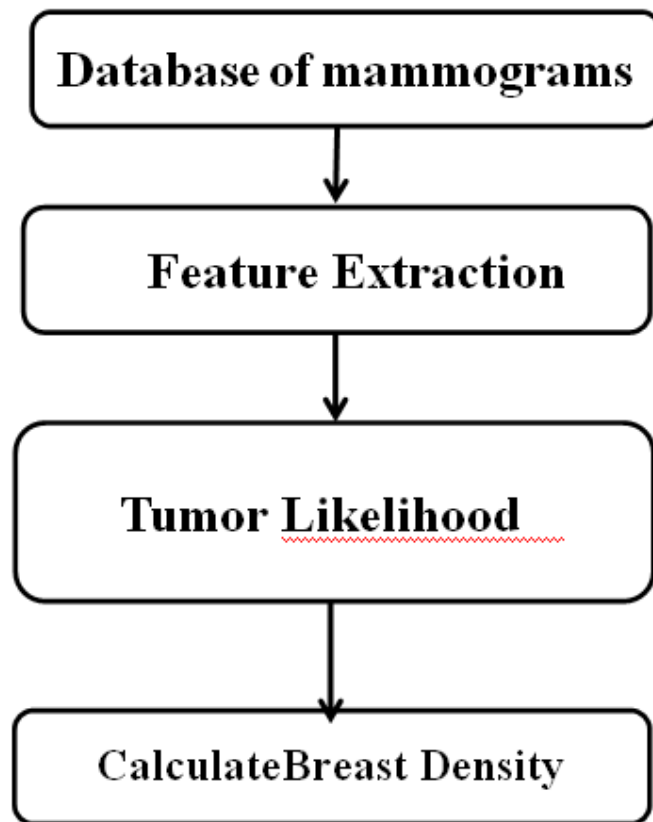 Database of mammograms
Feature Extraction
Tumor Likelihood
CalculateBreast Density